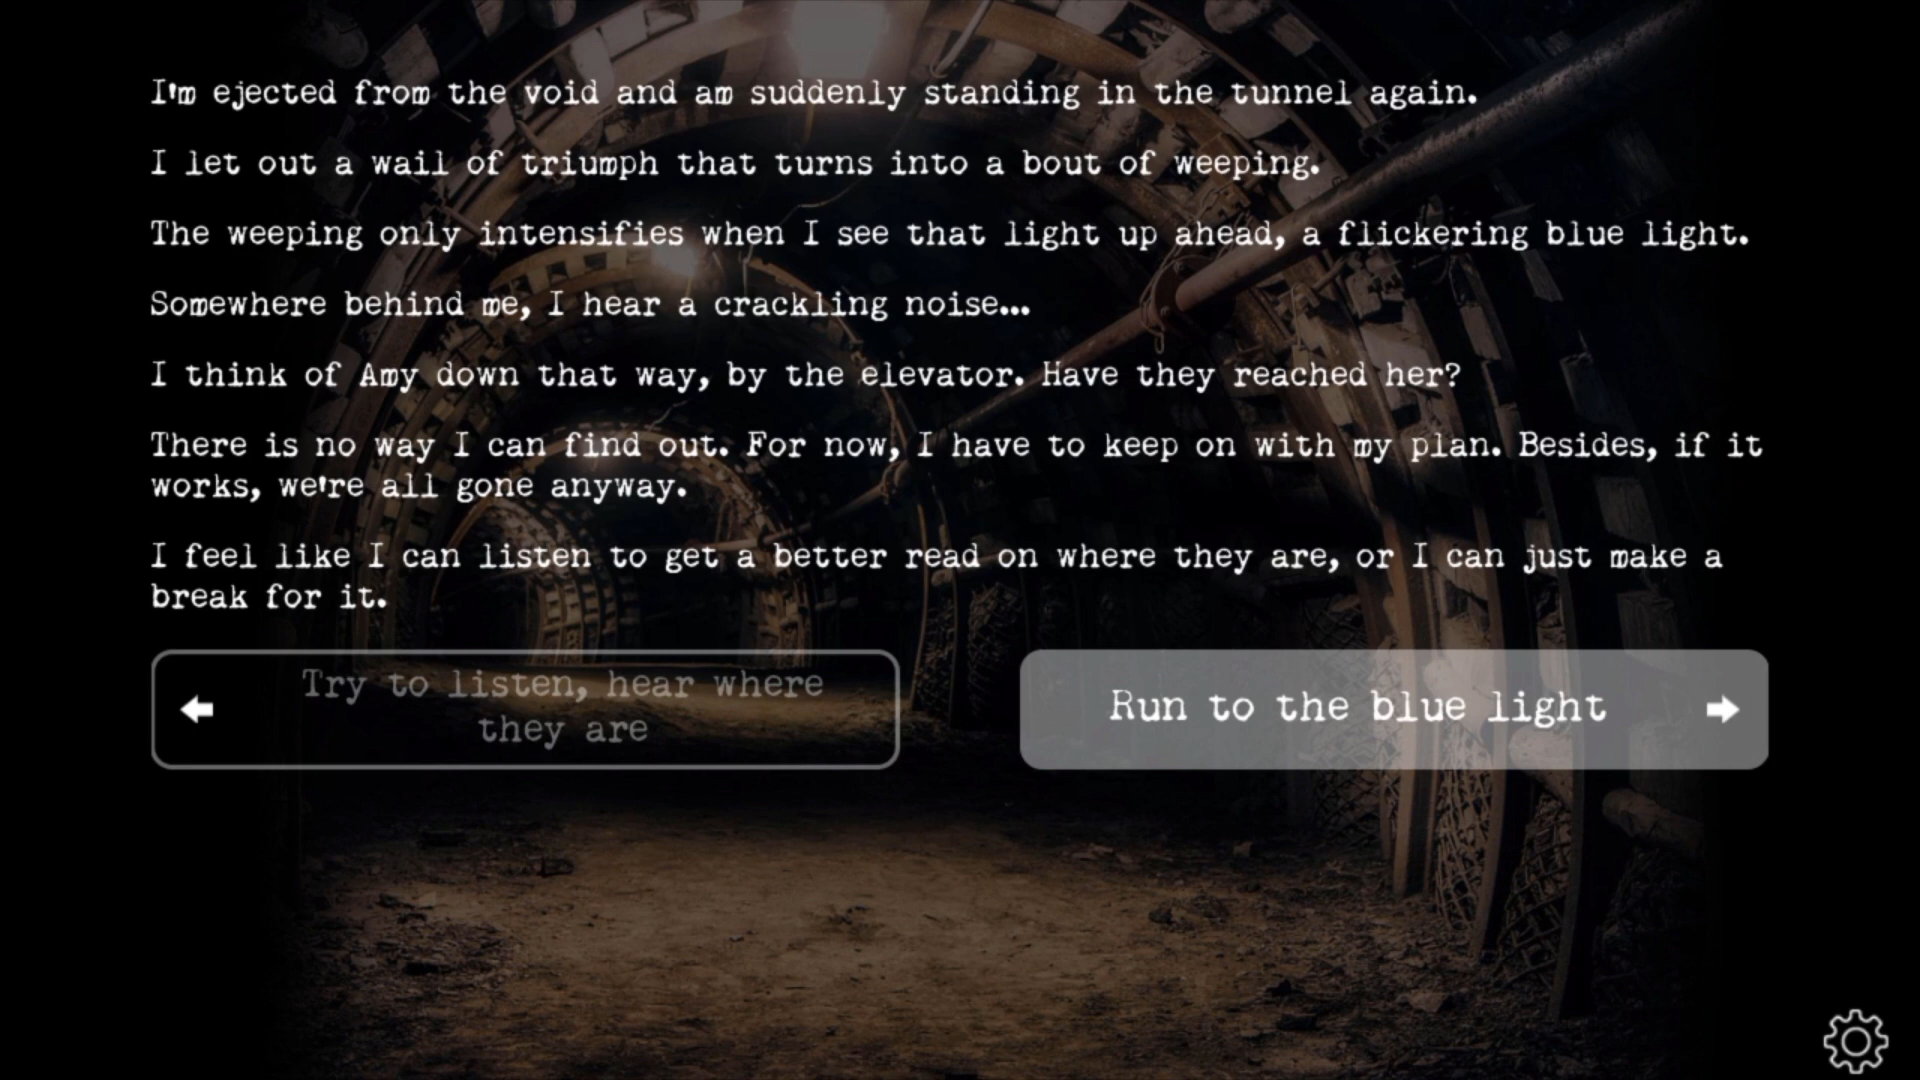 I'm ejected from the void and am suddenly standing in the tunnel again.
I let out a wail of triumph that turns into a bout of weeping.
The weeping only intensifies when I see that light up ahead, a flickering blue light.
Somewhere behind me, I hear a crackling noise...
I think of Amy down that way, by the elevator. Have they reached her?
There is no way I can find out. For now, I have to keep on with my plan. Besides, if it
works, we're all gone anyway.
I feel like I can listen to get a better read on where they are, or I can just make a
break for it.
Try to listen, hear where
they are
Run to the blue light